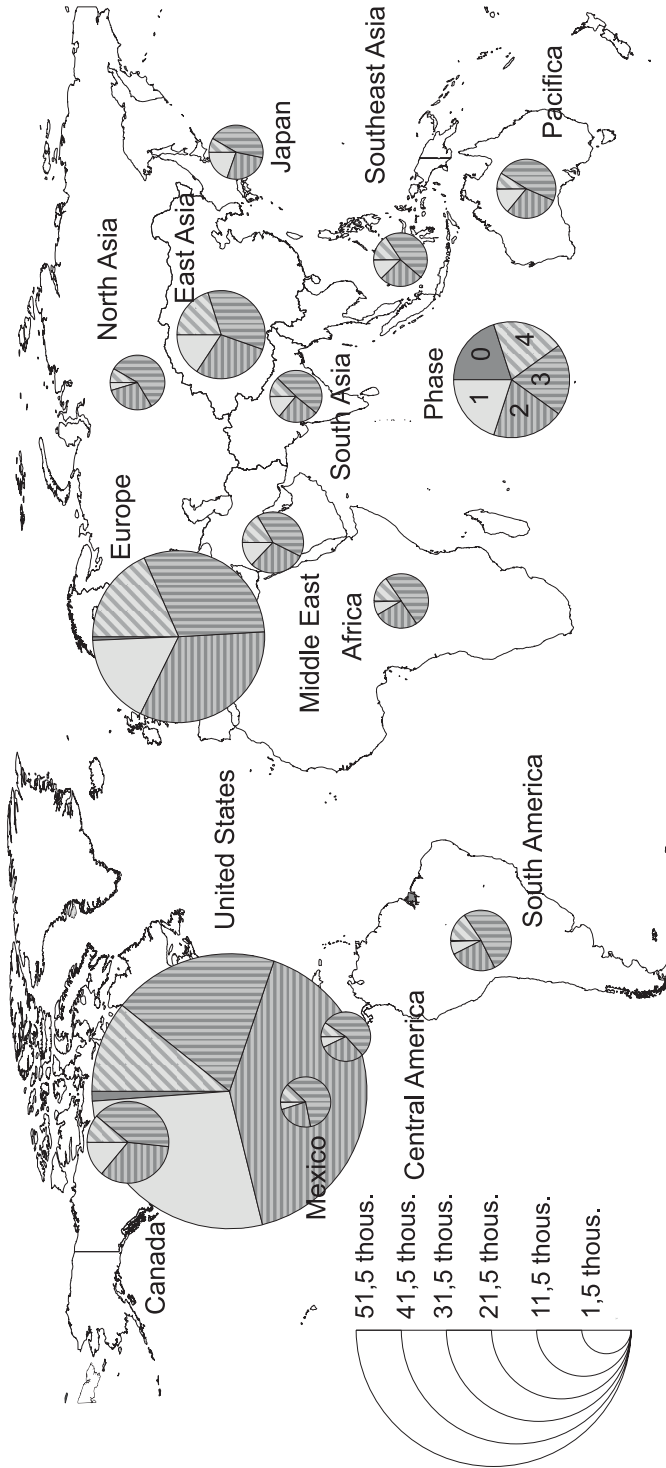 Canada
United States
Mexico
Central America
South America
Europe
Middle East
Africa
North Asia
East Asia
South Asia
Japan
Southeast Asia
Pacifica
Phase
0
1
2
3
4
51,5 thous.
41,5 thous.
31,5 thous.
21,5 thous.
11,5 thous.
1,5 thous.